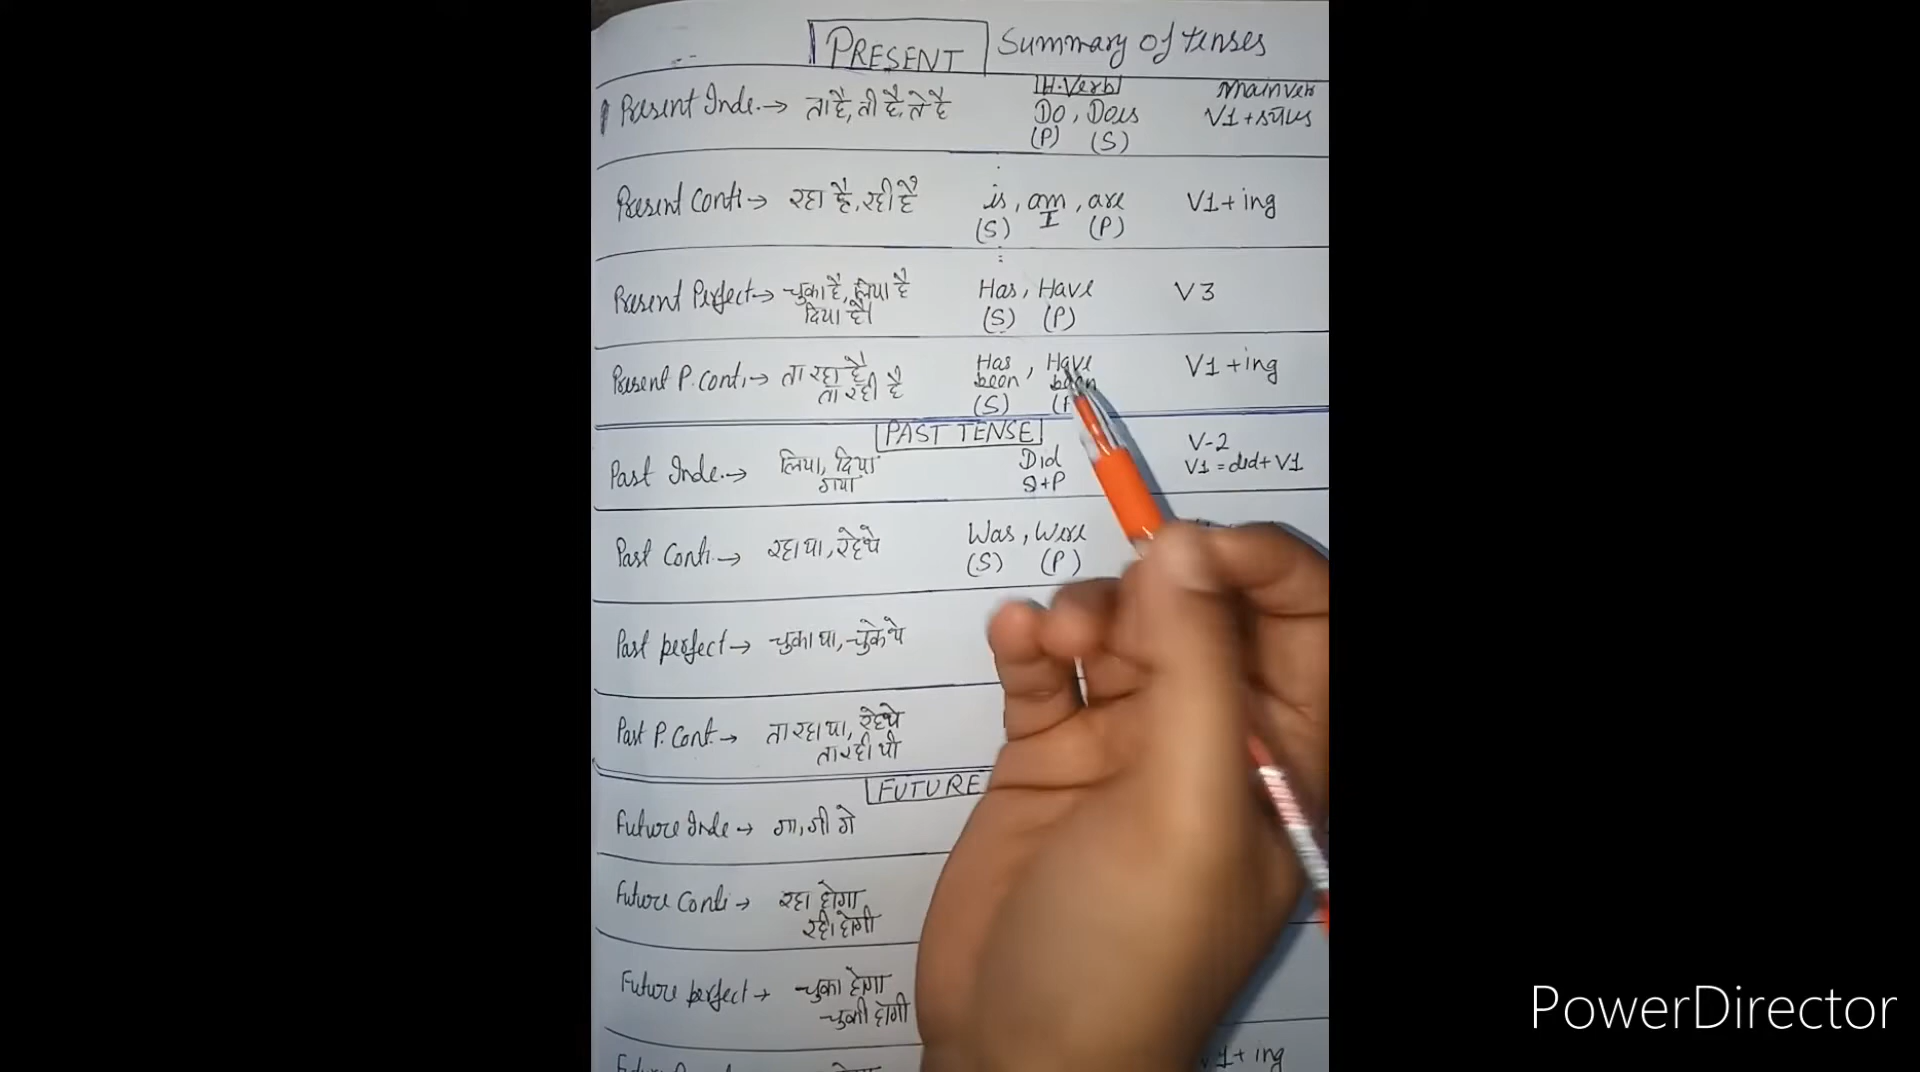 PRESENT Summary of tenses
H.Verb Mainver
Present Inde.→ ता है, ती है, ते है Do, Does V1+s/es
(P) (S)
Present Conti→ रहा है, रही है is, am, are V1+ing
(S) I (P)
Present Perfect→ चुका है, लिया है Has, Have V3
दिया है। (S) (P)
Present P.Conti→ ता रहा है Has been, Have been V1+ing
ता रही है (S)
PAST TENSE
Past Inde.→ लिया, दिया Did V-2
गया S+P V1=did+V1
Past Conti→ रहा था, रहे थे Was, Were
(S) (P)
Past perfect→ चुका था, चुके थे
Past P. Cont.→ ता रहा था, रहे थे
ता रही थी
FUTURE
Future Inde→ गा, गी गे
Future Conti→ रहा होगा
रही होगी
Future perfect→ चुका होगा
चुकी होगी
1+ing
PowerDirector